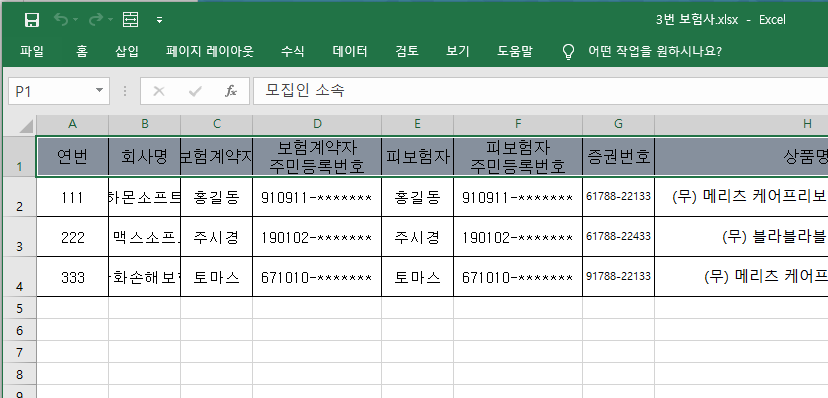 3번 보험사.xlsx - Excel
파일 홈 삽입 페이지 레이아웃 수식 데이터 검토 보기 도움말 어떤 작업을 원하시나요?
P1 fx 모집인 소속
A B C D E F G H
1 연번 회사명 보험계약자 보험계약자 피보험자 피보험자 증권번호 상품명
주민등록번호 주민등록번호
2 111 하몬소프트 홍길동 910911-******* 홍길동 910911-******* 61788-22133 (무) 메리츠 케어프리보
3 222 맥스소프 주시경 190102-******* 주시경 190102-******* 61788-22433 (무) 블라블라블
4 333 화손해보 토마스 671010-******* 토마스 671010-******* 91788-22133 (무) 메리츠 케어프
5
6
7
8
9